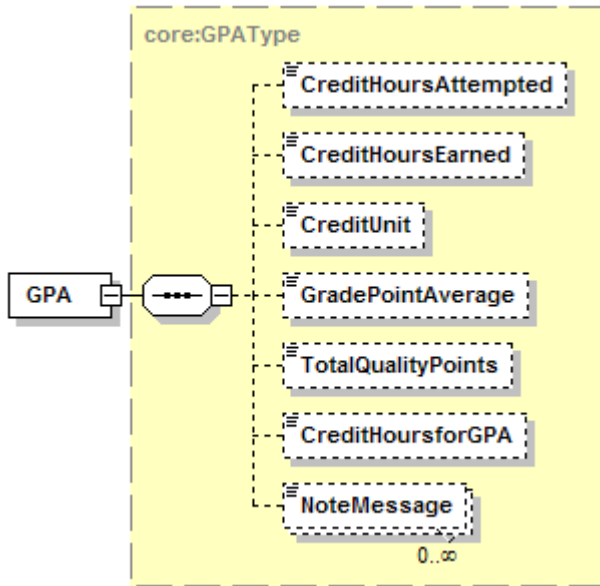 core:GPAType
CreditHoursAttempted
CreditHoursEarned
CreditUnit
GPA
GradePointAverage
TotalQualityPoints
CreditHoursforGPA
NoteMessage
0..∞